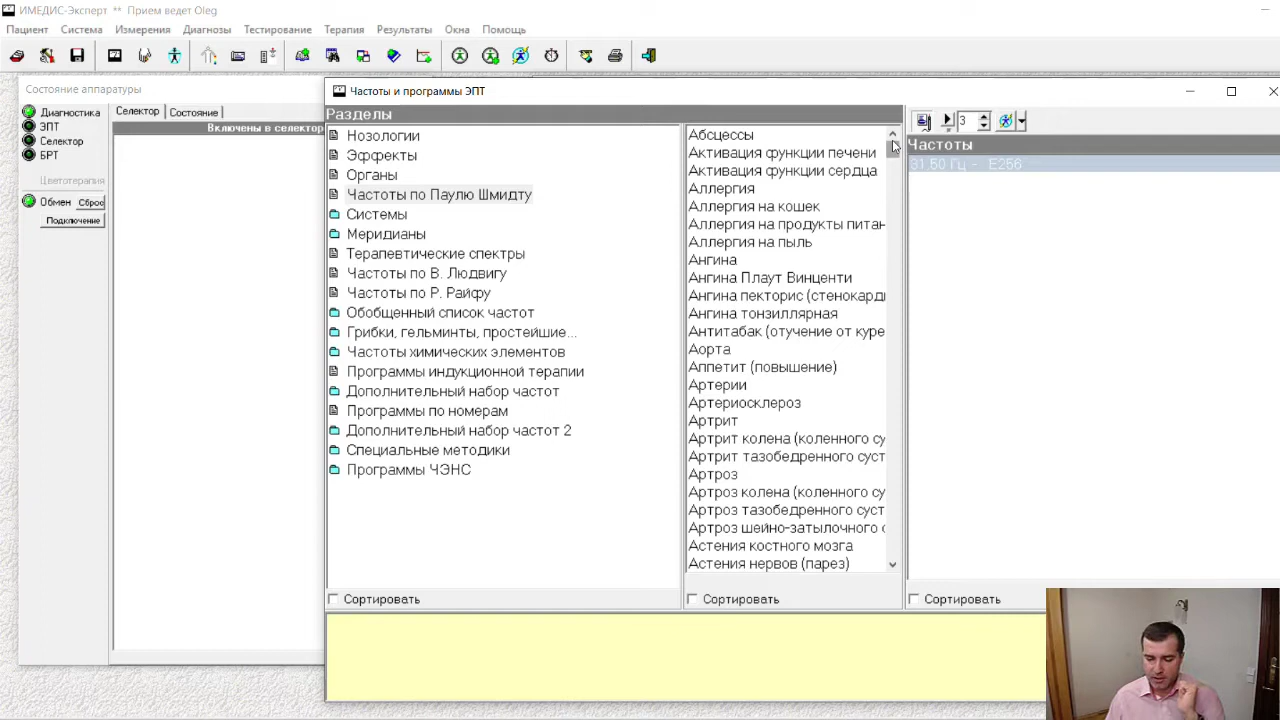 ИМЕДИС-Эксперт ** Прием ведет Oleg
Пациент Система Измерения Диагнозы Тестирование Терапия Результаты Окна Помощь
Состояние аппаратуры
Диагностика
ЭПТ
Селектор
БРТ
Цветотерапия
Обмен Сброс
Подключение
Селектор Состояние
Включены в селектор
Частоты и программы ЭПТ
Разделы
Нозологии
Эффекты
Органы
Частоты по Паулю Шмидту
Системы
Меридианы
Терапевтические спектры
Частоты по В. Людвигу
Частоты по Р. Райфу
Обобщенный список частот
Грибки, гельминты, простейшие...
Частоты химических элементов
Программы индукционной терапии
Дополнительный набор частот
Программы по номерам
Дополнительный набор частот 2
Специальные методики
Программы ЧЭНС
Сортировать
Абсцессы
Активация функции печени
Активация функции сердца
Аллергия
Аллергия на кошек
Аллергия на продукты питан
Аллергия на пыль
Ангина
Ангина Плаут Винценти
Ангина пекторис (стенокарди
Ангина тонзиллярная
Антитабак (отучение от куре
Аорта
Аппетит (повышение)
Артерии
Артериосклероз
Артрит
Артрит колена (коленного су
Артрит тазобедренного суст
Артроз
Артроз колена (коленного су
Артроз тазобедренного суст
Артроз шейно-затылочного с
Астения костного мозга
Астения нервов (парез)
Сортировать
3
Частоты
31,50 Гц - E256
Сортировать